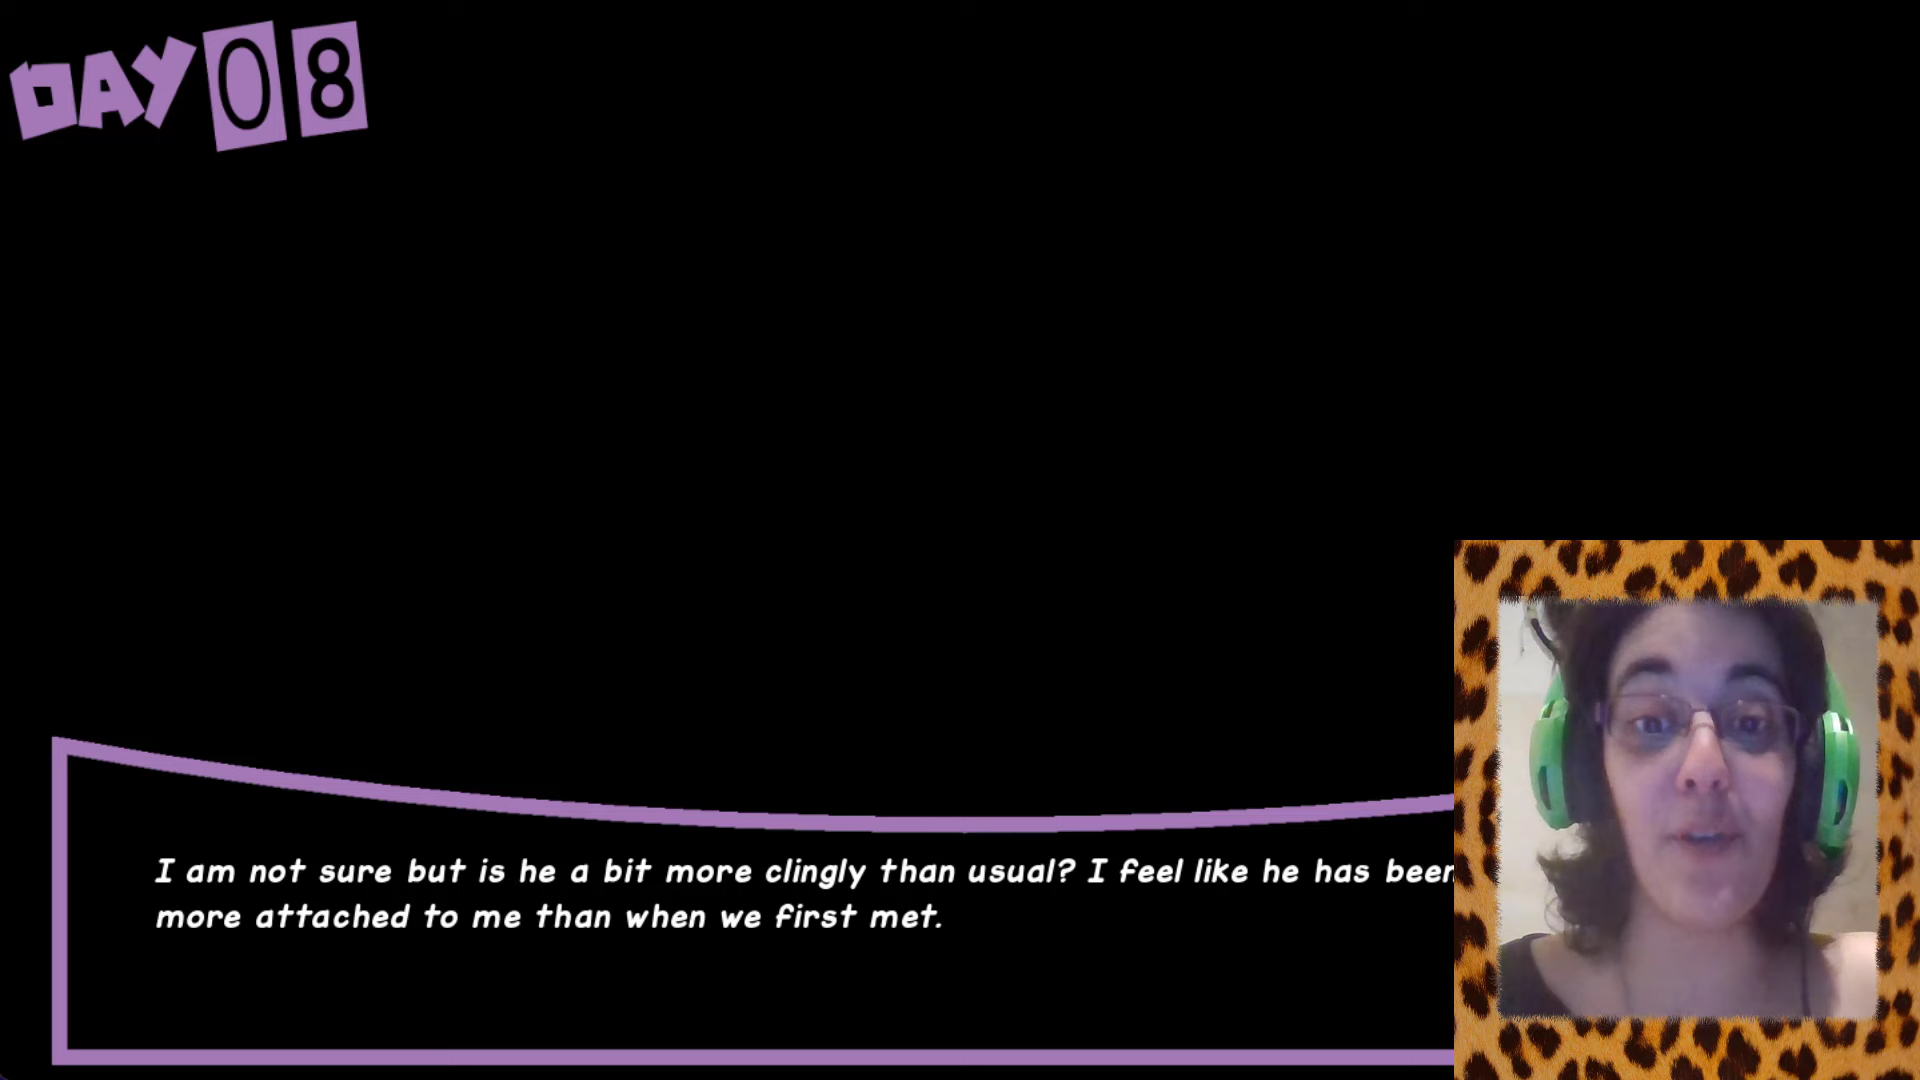 DAY 08
I am not sure but is he a bit more clingly than usual? I feel like he has been
more attached to me than when we first met.